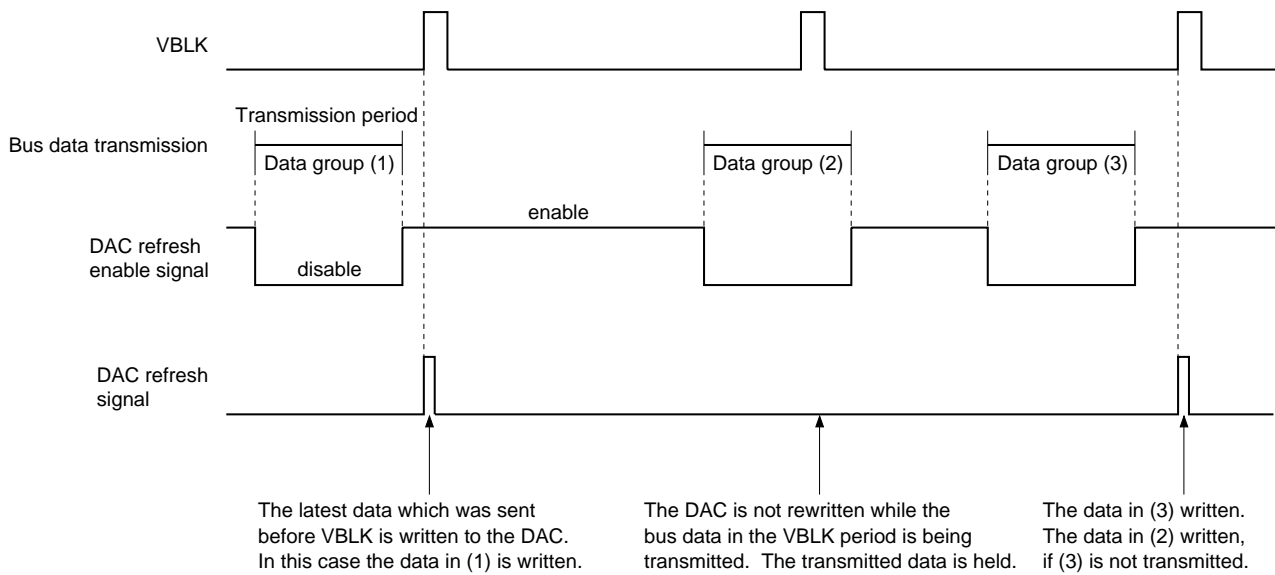 VBLK
Transmission period
Bus data transmission
Data group (1)
Data group (2)
Data group (3)
enable
DAC refresh
enable signal
disable
DAC refresh
signal
The latest data which was sent
before VBLK is written to the DAC.
In this case the data in (1) is written.
The DAC is not rewritten while the
bus data in the VBLK period is being
transmitted.  The transmitted data is held.
The data in (3) written.
The data in (2) written,
if (3) is not transmitted.